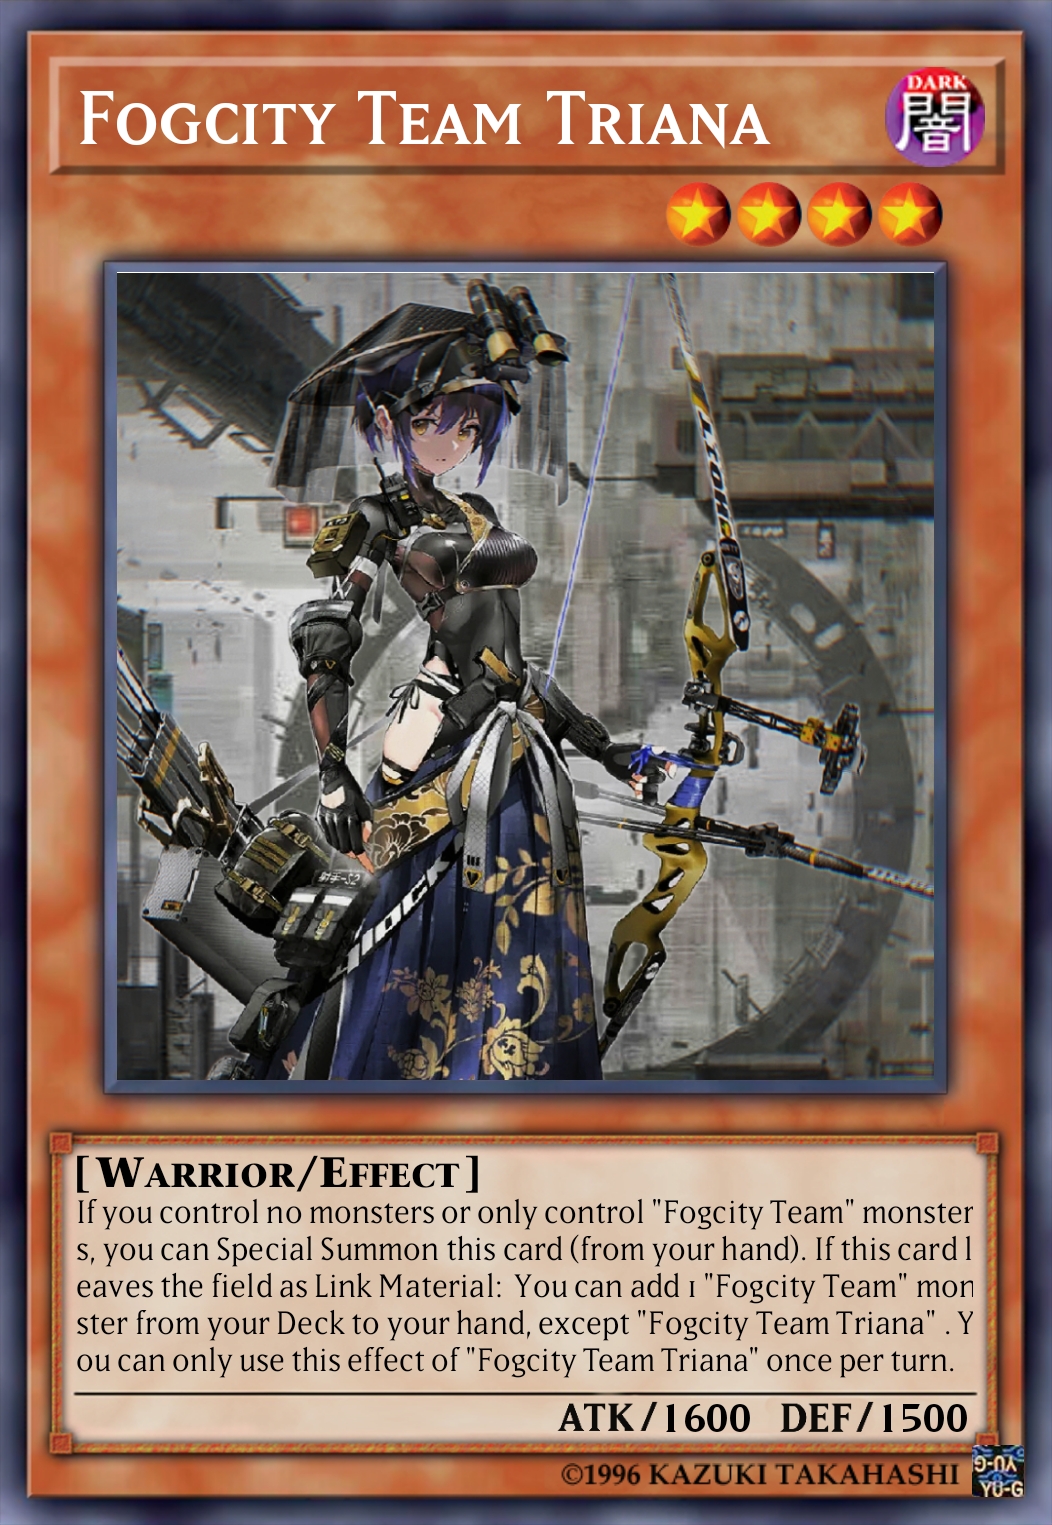 Fogcity Team Triana
DARK
闇
[Warrior/Effect]
If you control no monsters or only control "Fogcity Team" monster
s, you can Special Summon this card (from your hand). If this card l
eaves the field as Link Material: You can add 1 "Fogcity Team" mon
ster from your Deck to your hand, except "Fogcity Team Triana" . Y
ou can only use this effect of "Fogcity Team Triana" once per turn.
ATK/1600 DEF/1500
©1996 KAZUKI TAKAHASHI